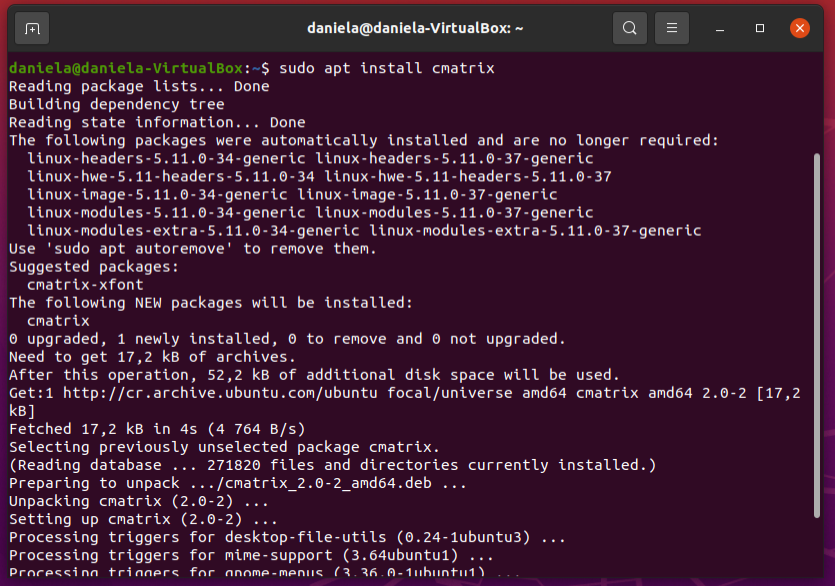 daniela@daniela-VirtualBox: ~
daniela@daniela-VirtualBox:~$ sudo apt install cmatrix
Reading package lists... Done
Building dependency tree
Reading state information... Done
The following packages were automatically installed and are no longer required:
  linux-headers-5.11.0-34-generic linux-headers-5.11.0-37-generic
  linux-hwe-5.11-headers-5.11.0-34 linux-hwe-5.11-headers-5.11.0-37
  linux-image-5.11.0-34-generic linux-image-5.11.0-37-generic
  linux-modules-5.11.0-34-generic linux-modules-5.11.0-37-generic
  linux-modules-extra-5.11.0-34-generic linux-modules-extra-5.11.0-37-generic
Use 'sudo apt autoremove' to remove them.
Suggested packages:
  cmatrix-xfont
The following NEW packages will be installed:
  cmatrix
0 upgraded, 1 newly installed, 0 to remove and 0 not upgraded.
Need to get 17,2 kB of archives.
After this operation, 52,2 kB of additional disk space will be used.
Get:1 http://cr.archive.ubuntu.com/ubuntu focal/universe amd64 cmatrix amd64 2.0-2 [17,2
kB]
Fetched 17,2 kB in 4s (4 764 B/s)
Selecting previously unselected package cmatrix.
(Reading database ... 271820 files and directories currently installed.)
Preparing to unpack .../cmatrix_2.0-2_amd64.deb ...
Unpacking cmatrix (2.0-2) ...
Setting up cmatrix (2.0-2) ...
Processing triggers for desktop-file-utils (0.24-1ubuntu3) ...
Processing triggers for mime-support (3.64ubuntu1) ...
Processing triggers for gnome-menus (3.36.0-1ubuntu1) ...